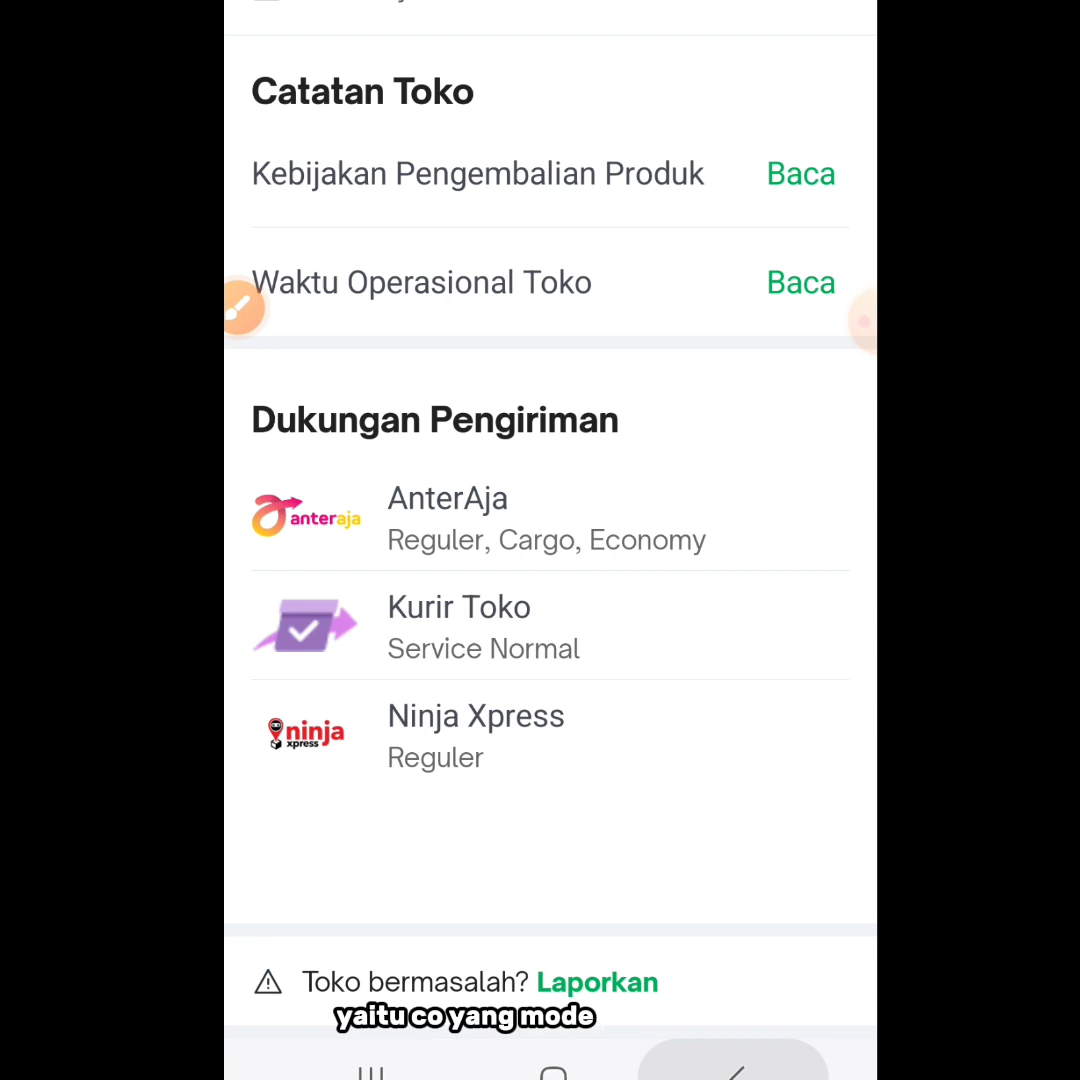 Catatan Toko
Kebijakan Pengembalian Produk Baca
Waktu Operasional Toko Baca
Dukungan Pengiriman
anteraja
AnterAja
Reguler, Cargo, Economy
Kurir Toko
Service Normal
ninja
xpress
Ninja Xpress
Reguler
Toko bermasalah? Laporkan
yaitu co yang mode